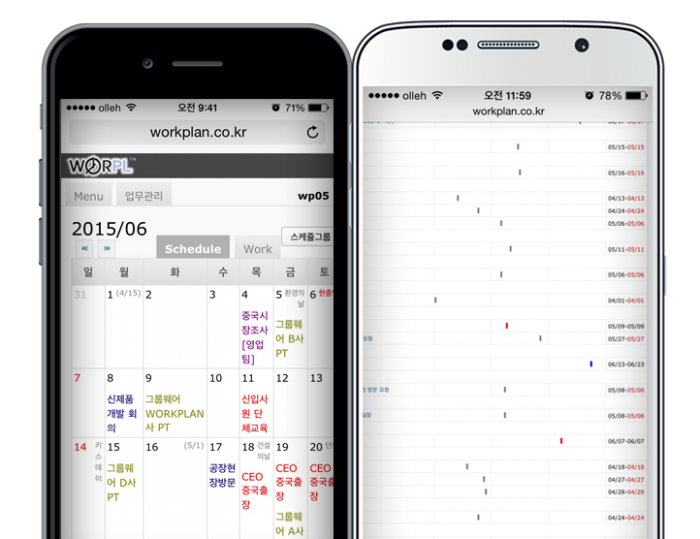 olleh 오전 9:41 71%
workplan.co.kr
WORPL™
Menu 업무관리 wp05
2015/06 스케쥴그룹
« » Schedule Work
일 월 화 수 목 금 토
31 1 (4/15) 2 3 4 5 환경의 날 6
중국시
장조사
[영업
팀]
그룹웨
어 B사
PT
7 8 9 10 11 12 13
신제품
개발 회
의
그룹웨어
WORKPLAN
사 PT
신입사
원 단
체교육
14 키스데이 15 16 (5/1) 17 18 건설의날 19 20
그룹웨
어 D사
PT
공장현
장방문
CEO
중국출
장
CEO
중국출
장
CEO
중국출
장
그룹웨
어 A사
olleh 오전 11:59 78%
workplan.co.kr
05/15-05/15
05/16-05/16
04/13-04/13
04/24-04/24
05/06-05/06
05/11-05/11
05/06-05/06
04/01-04/01
05/09-05/09
요청 05/27-05/27
06/23-06/23
방문 요청 05/08-05/08
05/08-05/08
06/07-06/07
04/18-04/18
04/27-04/27
04/28-04/28
04/24-04/24